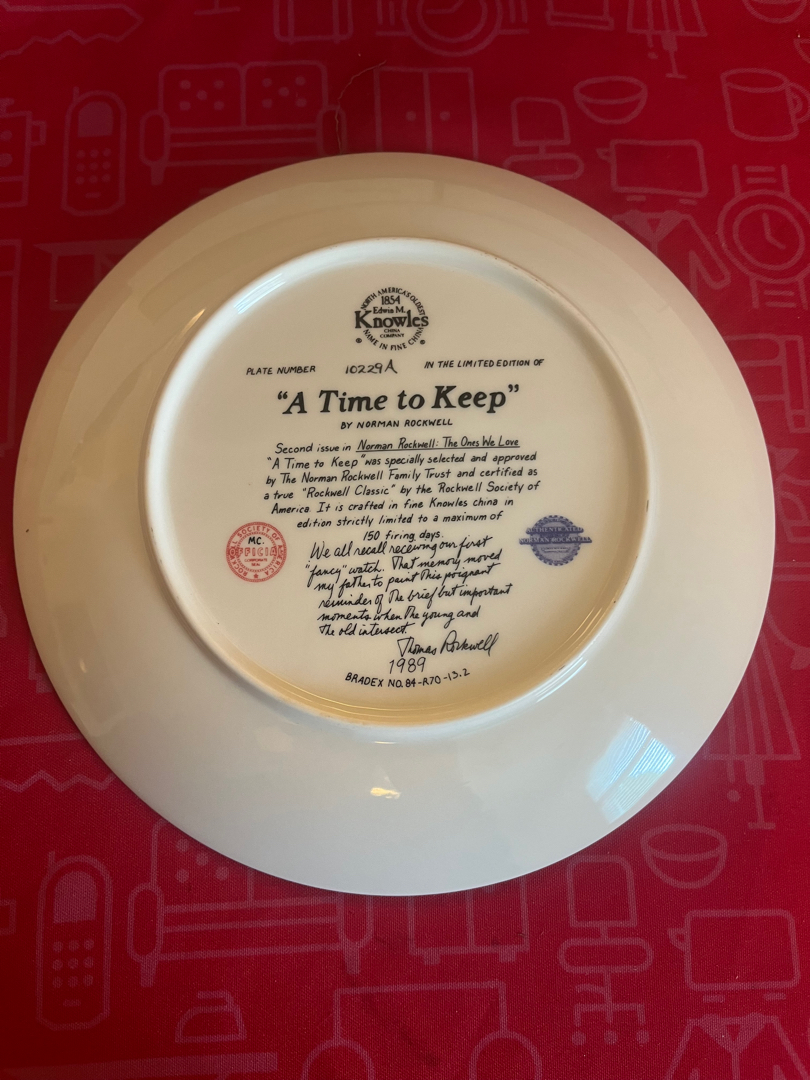 NORTH AMERICA'S OLDEST
1854
Edwin M.
Knowles
CHINA
COMPANY
NAME IN FINE CHINA
PLATE NUMBER 10229A IN THE LIMITED EDITION OF
"A Time to Keep"
BY NORMAN ROCKWELL
Second issue in Norman Rockwell: The Ones We Love
"A Time to Keep" was specially selected and approved
by The Norman Rockwell Family Trust and certified as
a true "Rockwell Classic" by the Rockwell Society of
America. It is crafted in fine Knowles china in
edition strictly limited to a maximum of
150 firing days.
MC.
We all recall receiving our first
"fancy" watch. That memory moved
my father to paint this poignant
reminder of the brief but important
moments when the young and
the old intersect.
Thomas Rockwell
1989
BRADEX NO. 84-R70-13.2